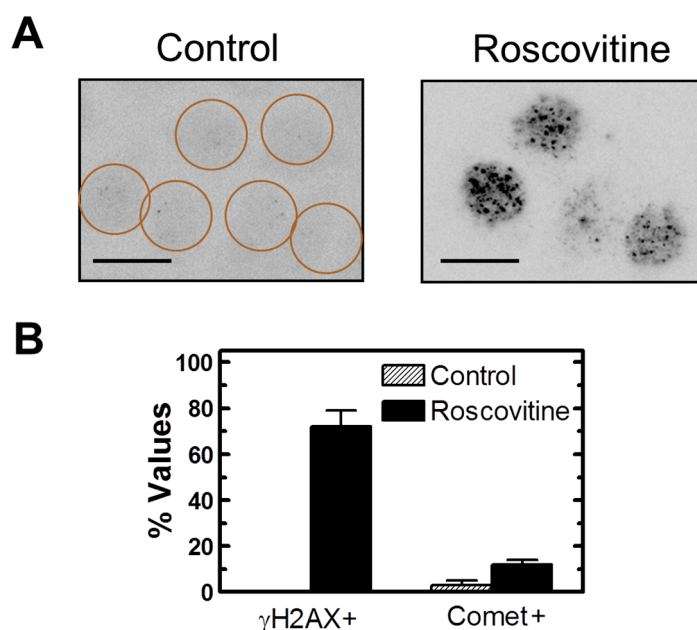 A
Control
Roscovitine
B
100
80
60
40
20
0
% Values
Control
Roscovitine
γH2AX+
Comet+